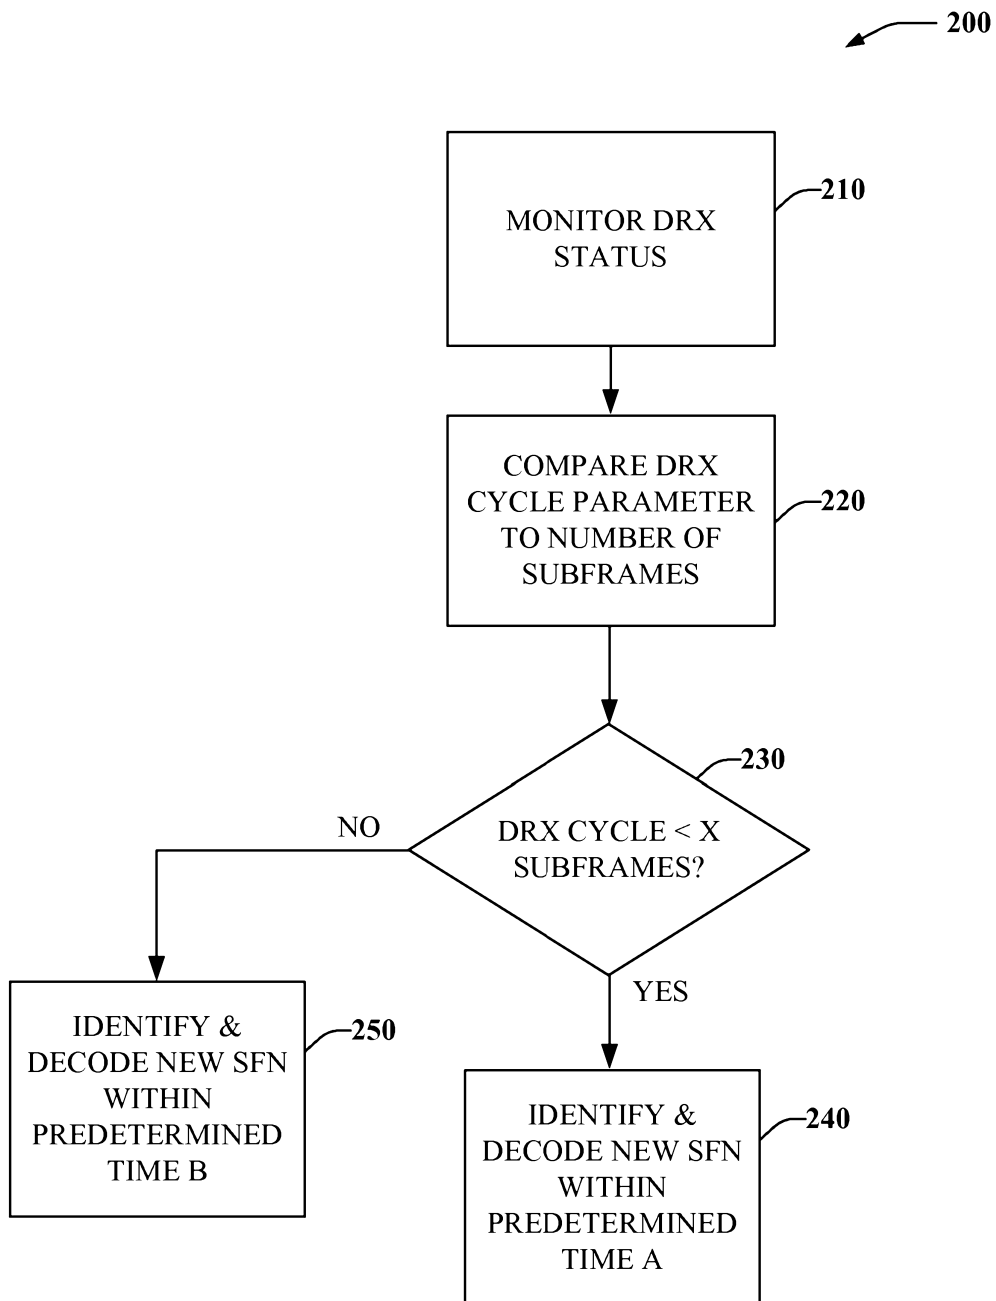 200
MONITOR DRX
STATUS
210
COMPARE DRX
CYCLE PARAMETER
TO NUMBER OF
SUBFRAMES
220
230
DRX CYCLE < X
SUBFRAMES?
NO
YES
IDENTIFY &
DECODE NEW SFN
WITHIN
PREDETERMINED
TIME B
250
IDENTIFY &
DECODE NEW SFN
WITHIN
PREDETERMINED
TIME A
240